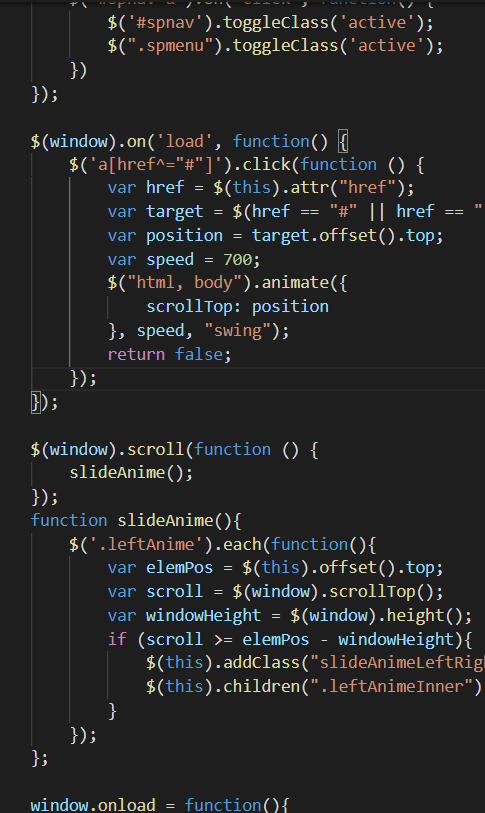 $('#spnav').toggleClass('active');
$(".spmenu").toggleClass('active');
})
});
$(window).on('load', function() {
$('a[href^="#"]').click(function () {
var href = $(this).attr("href");
var target = $(href == "#" || href == "
var position = target.offset().top;
var speed = 700;
$("html, body").animate({
scrollTop: position
}, speed, "swing");
return false;
});
});
$(window).scroll(function () {
slideAnime();
});
function slideAnime(){
$('.leftAnime').each(function(){
var elemPos = $(this).offset().top;
var scroll = $(window).scrollTop();
var windowHeight = $(window).height();
if (scroll >= elemPos - windowHeight){
$(this).addClass("slideAnimeLeftRig
$(this).children(".leftAnimeInner")
}
});
};
window.onload = function(){